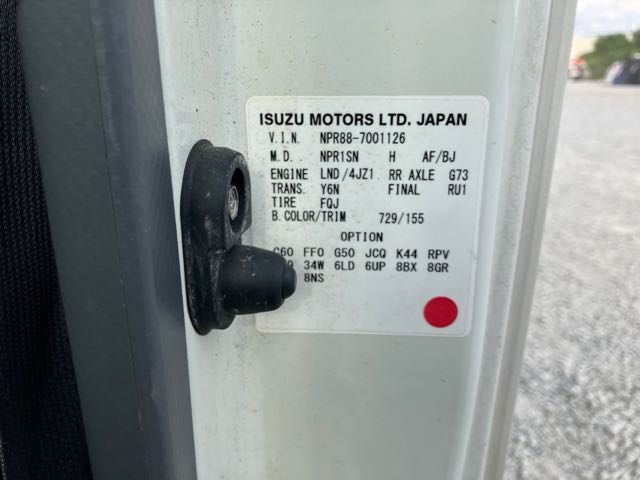 ISUZU MOTORS LTD. JAPAN
V.I.N. NPR88-7001126
M.D. NPR1SN H AF/BJ
ENGINE LND/4JZ1 RR AXLE G73
TRANS. Y6N FINAL RU1
TIRE FQJ
B.COLOR/TRIM 729/155
OPTION
FF0 G50 JCQ K44 RPV
34W 6LD 6UP 8BX 8GR
8NS